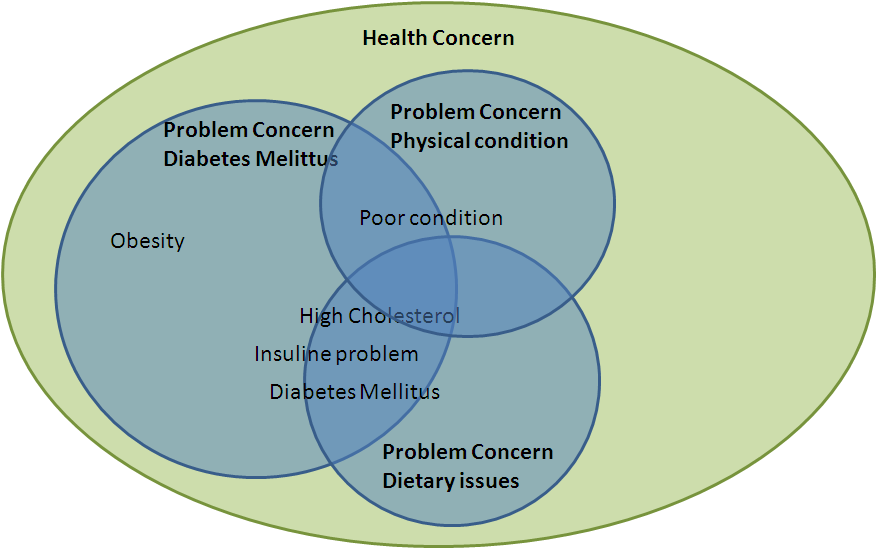 Health Concern
Problem Concern
Diabetes Melittus
Problem Concern
Physical condition
Poor condition
Obesity
High Cholesterol
Insuline problem
Diabetes Mellitus
Problem Concern
Dietary issues